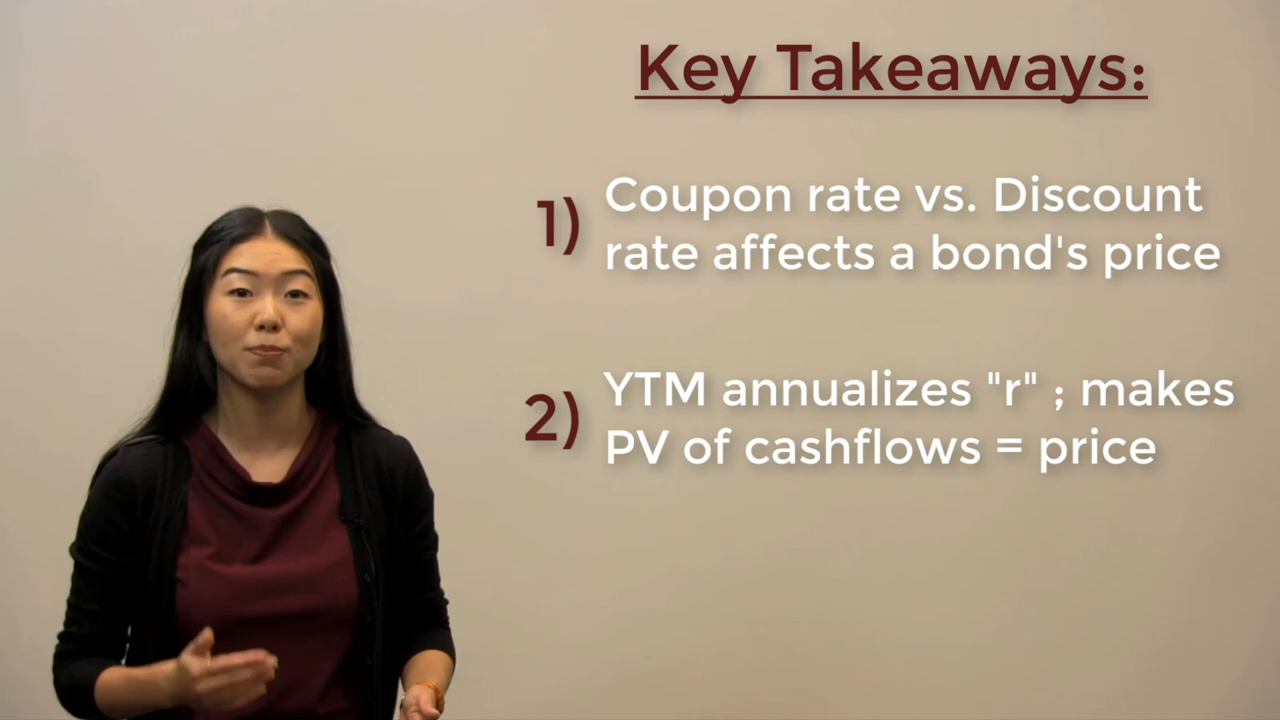 Key Takeaways:
1) Coupon rate vs. Discount
rate affects a bond's price
2) YTM annualizes "r" ; makes
PV of cashflows = price